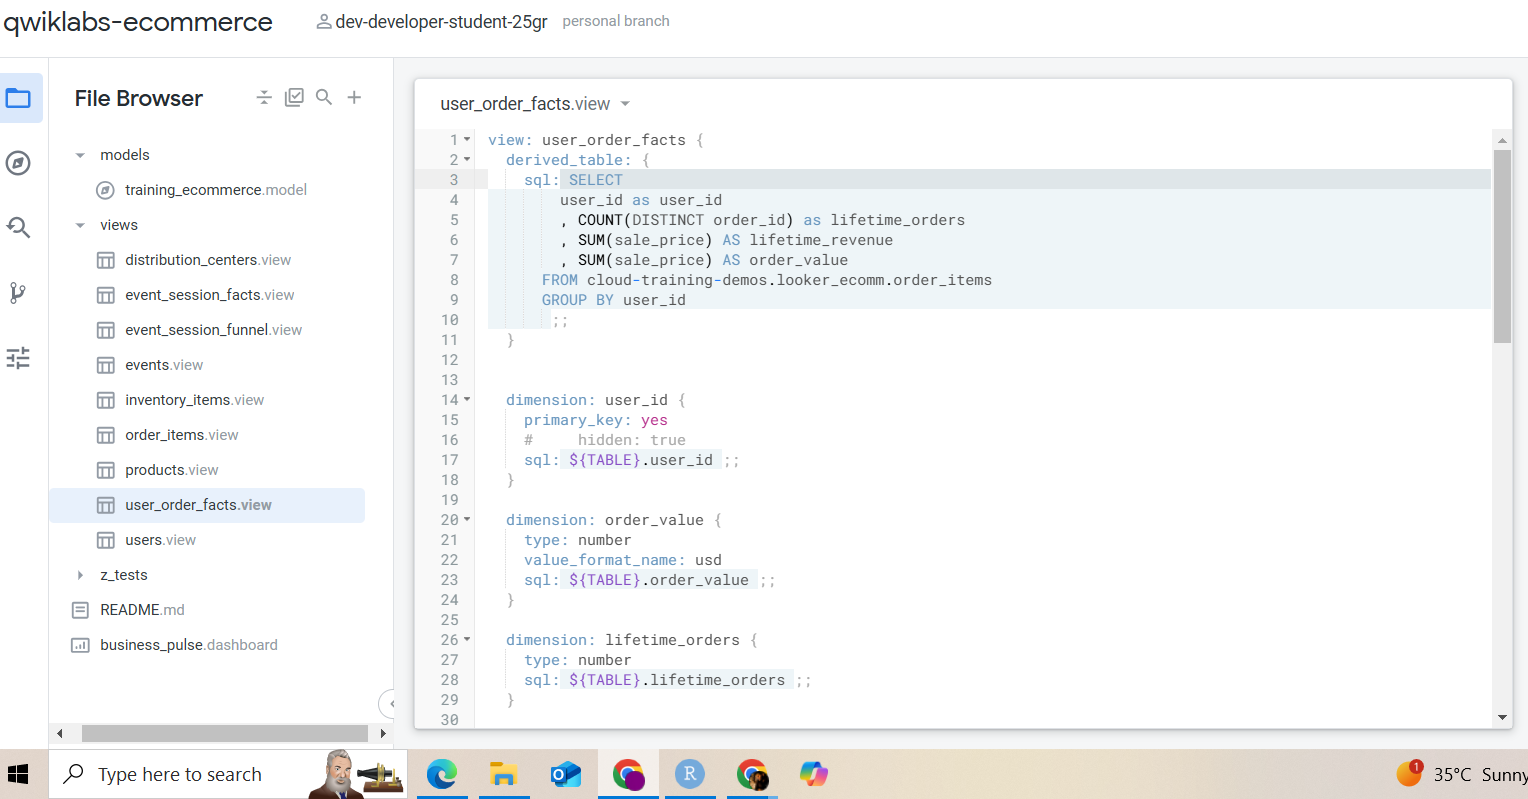 qwiklabs-ecommerce
dev-developer-student-25gr personal branch
File Browser
models
training_ecommerce.model
views
distribution_centers.view
event_session_facts.view
event_session_funnel.view
events.view
inventory_items.view
order_items.view
products.view
user_order_facts.view
users.view
z_tests
README.md
business_pulse.dashboard
user_order_facts.view
1 view: user_order_facts {
2 derived_table: {
3 sql: SELECT
4 user_id as user_id
5 , COUNT(DISTINCT order_id) as lifetime_orders
6 , SUM(sale_price) AS lifetime_revenue
7 , SUM(sale_price) AS order_value
8 FROM cloud-training-demos.looker_ecomm.order_items
9 GROUP BY user_id
10 ;;
11 }
12
13
14 dimension: user_id {
15 primary_key: yes
16 # hidden: true
17 sql: ${TABLE}.user_id ;;
18 }
19
20 dimension: order_value {
21 type: number
22 value_format_name: usd
23 sql: ${TABLE}.order_value ;;
24 }
25
26 dimension: lifetime_orders {
27 type: number
28 sql: ${TABLE}.lifetime_orders ;;
29 }
30
Type here to search
R
1
35°C Sunny